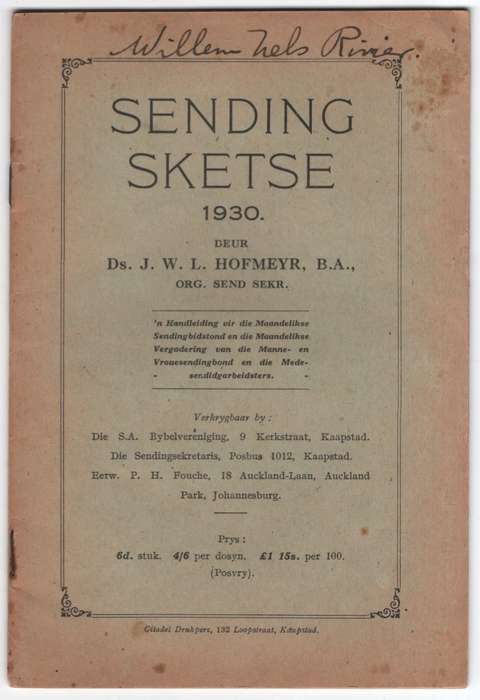 Willem Nels Rivier.
SENDING
SKETSE
1930.
DEUR
Ds. J. W. L. HOFMEYR, B.A.,
ORG. SEND SEKR.
'n Handleiding vir die Maandelikse
Sendingbidstond en die Maandelikse
Vergadering van die Manne- en
Vrouesendingbond en die Mede-
- sendidgarbeidsters. -
Verkrygbaar by :
Die S.A. Bybelvereniging, 9 Kerkstraat, Kaapstad.
Die Sendingsekretaris, Posbus 4012, Kaapstad.
Eerw. P. H. Fouche, 18 Auckland-Laan, Auckland
Park, Johannesburg.
Prys :
6d. stuk. 4/6 per dosyn. £1 15s. per 100.
(Posvry).
Citadel Drukpers, 132 Loopstraat, Kaapstad.